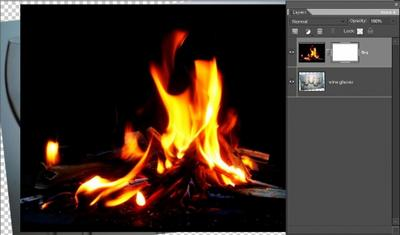 Layers
Normal
Opacity: 100%
Lock:
fire
wine glasses